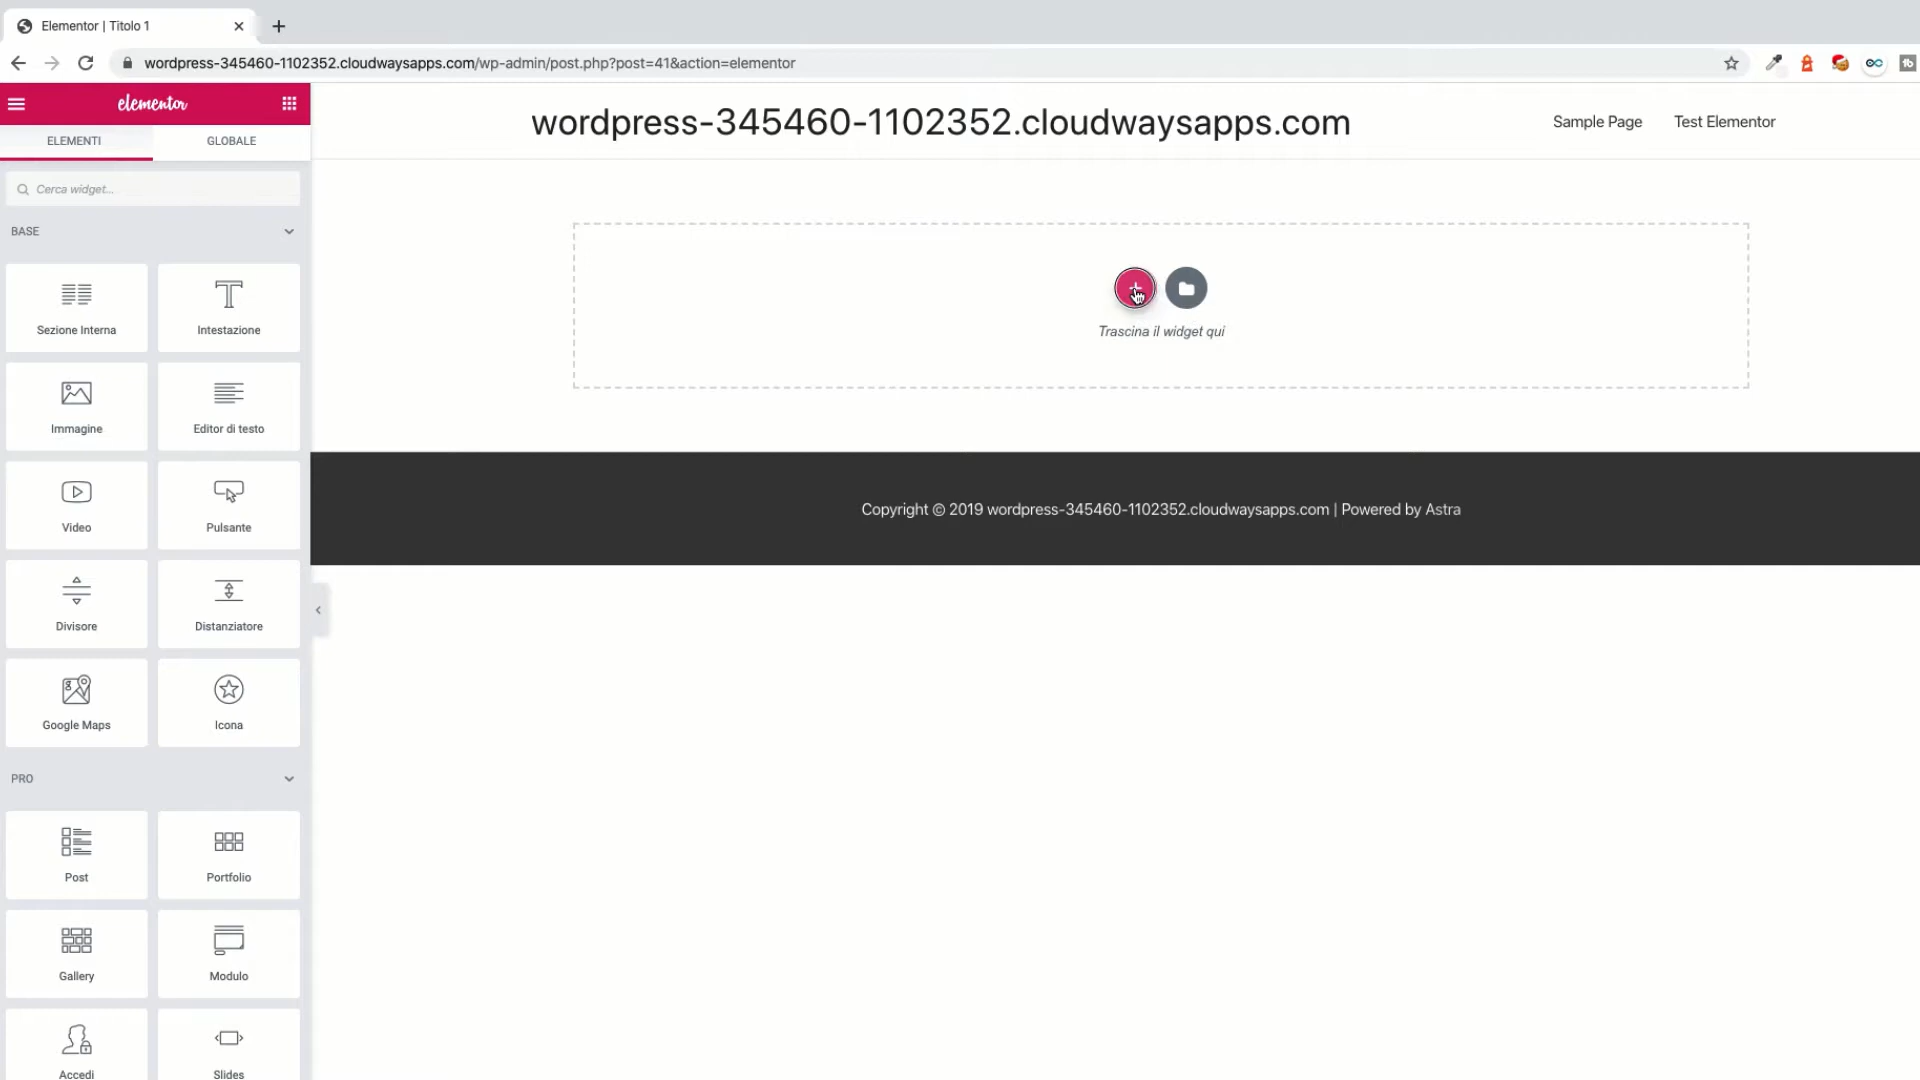 Elementor | Titolo 1
wordpress-345460-1102352.cloudwaysapps.com/wp-admin/post.php?post=41&action=elementor
elementor
ELEMENTI
GLOBALE
Cerca widget...
BASE
Sezione Interna
Intestazione
Immagine
Editor di testo
Video
Pulsante
Divisore
Distanziatore
Google Maps
Icona
PRO
Post
Portfolio
Gallery
Modulo
Accedi
Slides
wordpress-345460-1102352.cloudwaysapps.com
Sample Page
Test Elementor
Trascina il widget qui
Copyright © 2019 wordpress-345460-1102352.cloudwaysapps.com | Powered by Astra